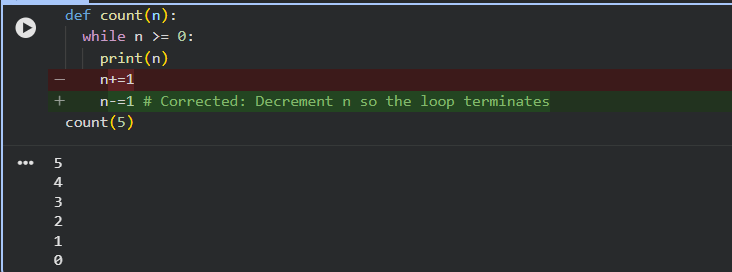 def count(n):
  while n >= 0:
    print(n)
-    n+=1
+    n-=1 # Corrected: Decrement n so the loop terminates
count(5)
5
4
3
2
1
0